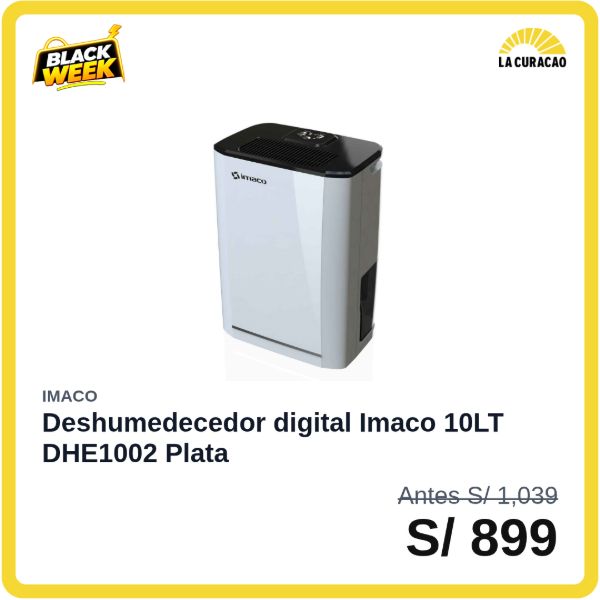 BLACK
WEEK
LA CURACAO
imaco
IMACO
Deshumedecedor digital Imaco 10LT
DHE1002 Plata
Antes S/ 1,039
S/ 899